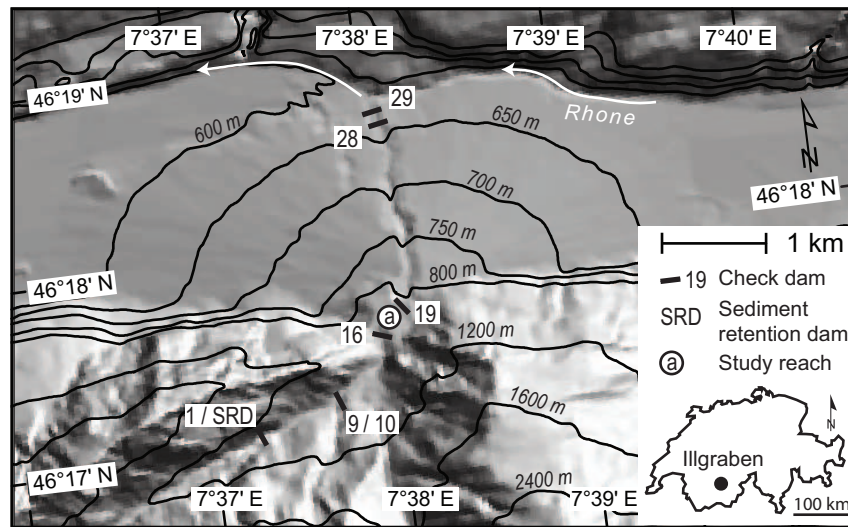 7°37' E
7°38' E
7°39' E
7°40' E
46°19' N
29
Rhone
600 m
28
650 m
N
700 m
46°18' N
750 m
1 km
46°18' N
800 m
19 Check dam
a
19
SRD Sediment
retention dam
16
1200 m
a Study reach
1600 m
1 / SRD
9 / 10
N
Illgraben
46°17' N
2400 m
7°37' E
7°38' E
7°39' E
100 km